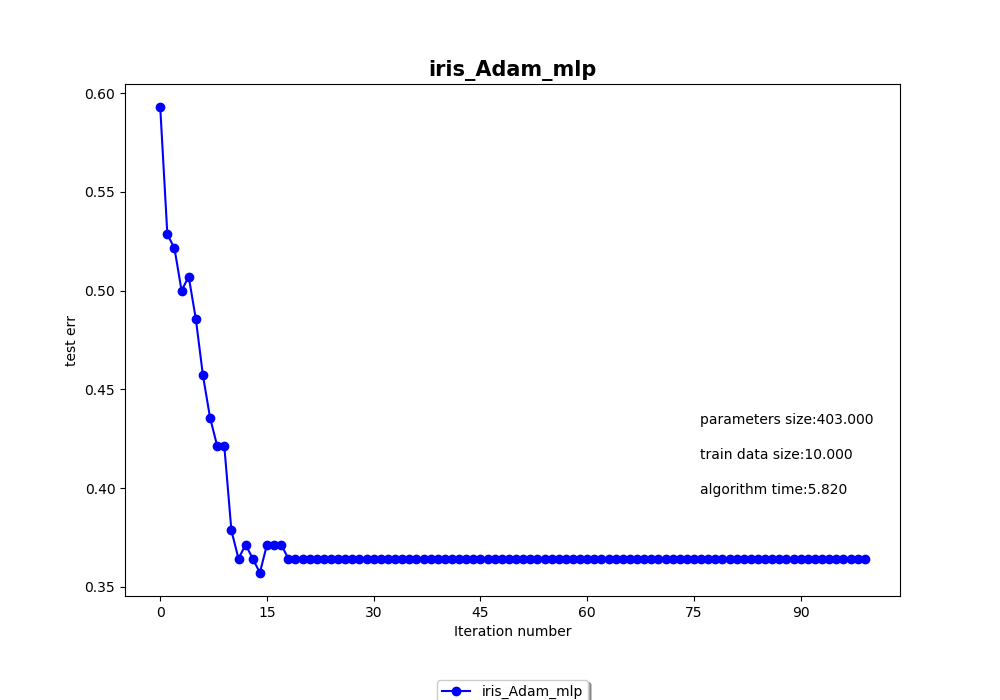 iris_Adam_mlp
0.60
0.55
0.50
0.45
0.40
0.35
test err
parameters size:403.000
train data size:10.000
algorithm time:5.820
0 15 30 45 60 75 90
Iteration number
iris_Adam_mlp